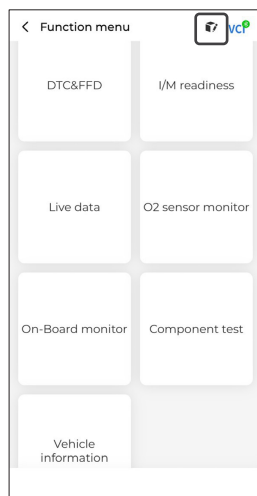 Function menu
VCI
DTC&FFD
I/M readiness
Live data
O2 sensor monitor
On-Board monitor
Component test
Vehicle
information